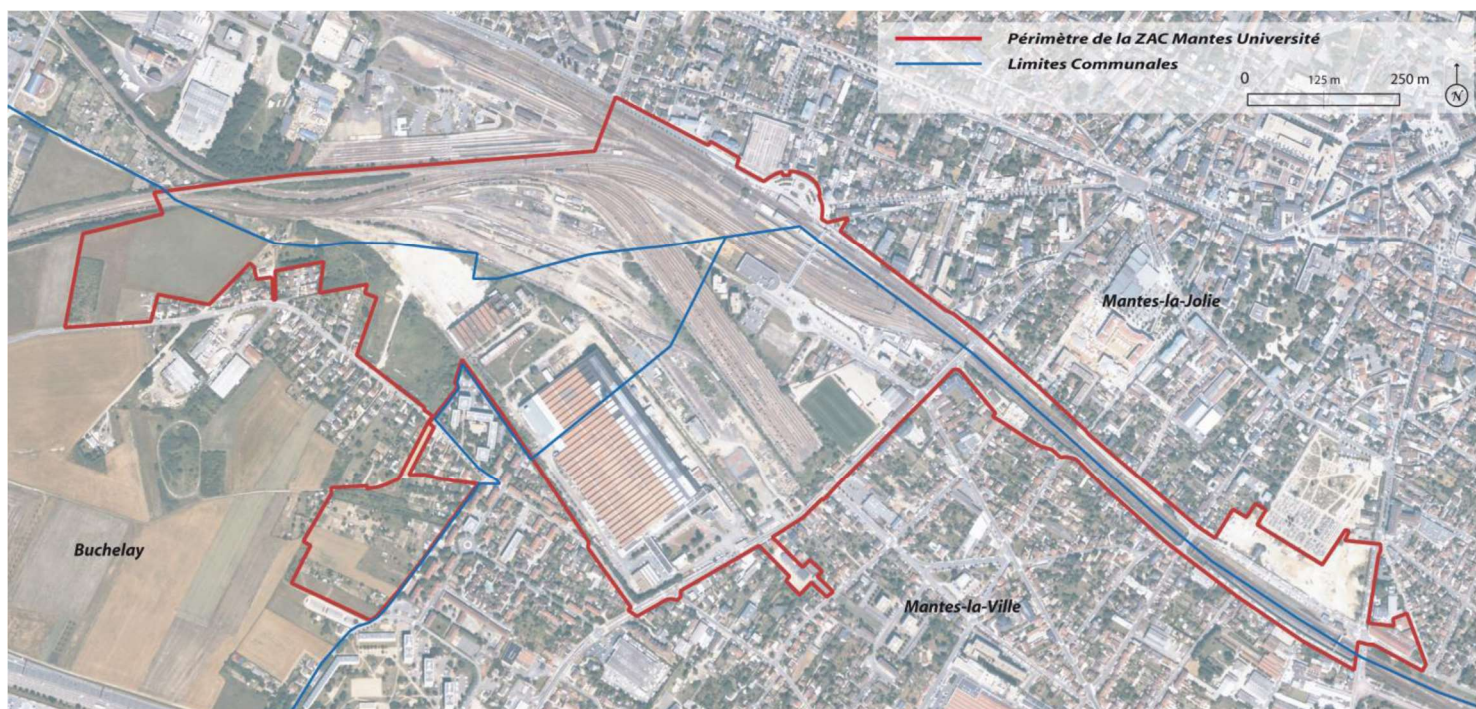 Périmètre de la ZAC Mantes Université
Limites Communales
0 125 m 250 m
N
Mantes-la-Jolie
Buchelay
Mantes-la-Ville